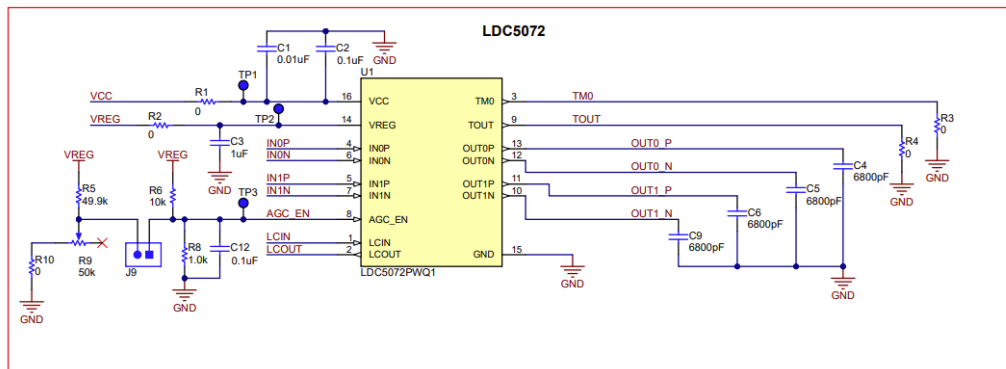 LDC5072
C1
0.01uF
C2
0.1uF
GND
U1
TP1
R1
VCC
0
16
VCC
TM0
3
TM0
TP2
R2
VREG
0
14
VREG
TOUT
9
TOUT
R3
0
C3
1uF
GND
IN0P
4
IN0P
OUT0P
13
OUT0_P
IN0N
6
IN0N
OUT0N
12
OUT0_N
R4
0
GND
GND
C4
6800pF
VREG
VREG
IN1P
5
IN1P
OUT1P
11
OUT1_P
IN1N
7
IN1N
OUT1N
10
OUT1_N
C5
6800pF
R5
49.9k
R6
10k
TP3
AGC_EN
8
AGC_EN
C6
6800pF
C9
6800pF
R10
0
R9
50k
J9
R8
1.0k
C12
0.1uF
LCIN
1
LCIN
LCOUT
2
LCOUT
GND
15
LDC5072PWQ1
GND
GND
GND
GND